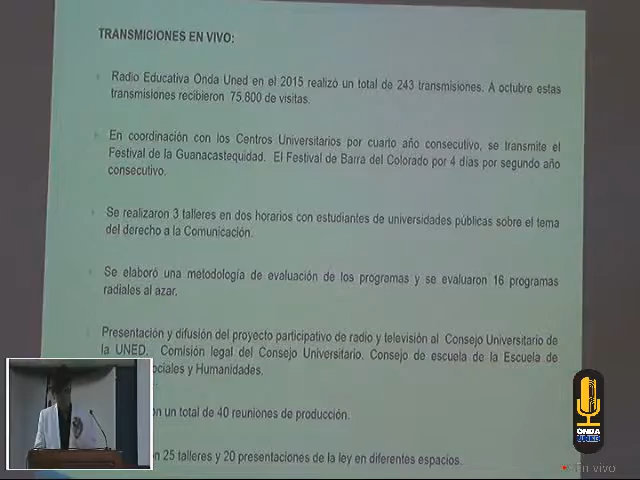 TRANSMICIONES EN VIVO:
Radio Educativa Onda Uned en el 2015 realizó un total de 243 transmisiones. A octubre estas
transmisiones recibieron 75.800 de visitas.
En coordinación con los Centros Universitarios por cuarto año consecutivo, se transmite el
Festival de la Guanacastequidad. El Festival de Barra del Colorado por 4 días por segundo año
consecutivo.
Se realizaron 3 talleres en dos horarios con estudiantes de universidades públicas sobre el tema
del derecho a la Comunicación.
Se elaboró una metodología de evaluación de los programas y se evaluaron 16 programas
radiales al azar.
Presentación y difusión del proyecto participativo de radio y televisión al Consejo Universitario de
la UNED. Comisión legal del Consejo Universitario. Consejo de escuela de la Escuela de
ociales y Humanidades.
on un total de 40 reuniones de producción.
on 25 talleres y 20 presentaciones de la ley en diferentes espacios.
ONDA
UNED
En vivo